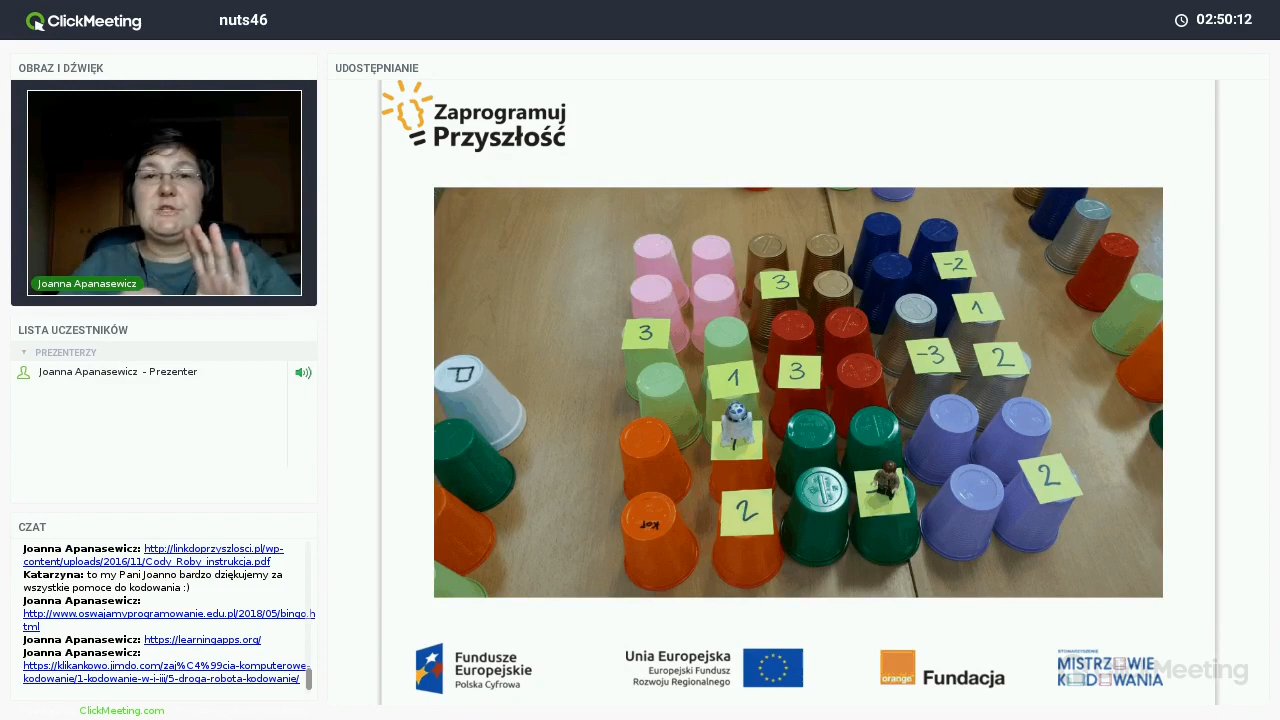 ClickMeeting
nuts46
02:50:12
OBRAZ I DŹWIĘK
Joanna Apanasewicz
LISTA UCZESTNIKÓW
PREZENTERZY
Joanna Apanasewicz - Prezenter
CZAT
Joanna Apanasewicz: http://linkdoprzyszlosci.pl/wp-
content/uploads/2016/11/Cody_Roby_instrukcja.pdf
Katarzyna: to my Pani Joanno bardzo dziękujemy za
wszystkie pomoce do kodowania :)
Joanna Apanasewicz:
http://www.oswajamyprogramowanie.edu.pl/2018/05/bingo.h
tml
Joanna Apanasewicz: https://learningapps.org/
Joanna Apanasewicz:
https://klikankowo.jimdo.com/zaj%C4%99cia-komputerowe-
kodowanie/1-kodowanie-w-i-iii/5-droga-robota-kodowanie/
ClickMeeting.com
UDOSTĘPNIANIE
Zaprogramuj
Przyszłość
-2
3
1
3
-3
2
1
3
1
2
2
Fundusze
Europejskie
Polska Cyfrowa
Unia Europejska
Europejski Fundusz
Rozwoju Regionalnego
orange
Fundacja
STOWARZYSZENIE
MISTRZOWIE
KODOWANIA
ClickMeeting